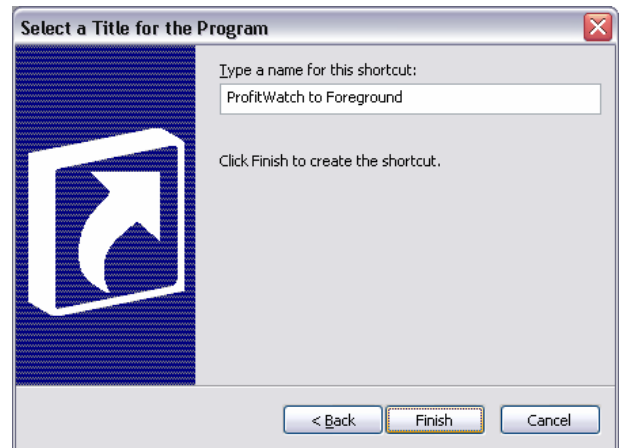 Select a Title for the Program
Type a name for this shortcut:
ProfitWatch to Foreground
Click Finish to create the shortcut.
< Back
Finish
Cancel